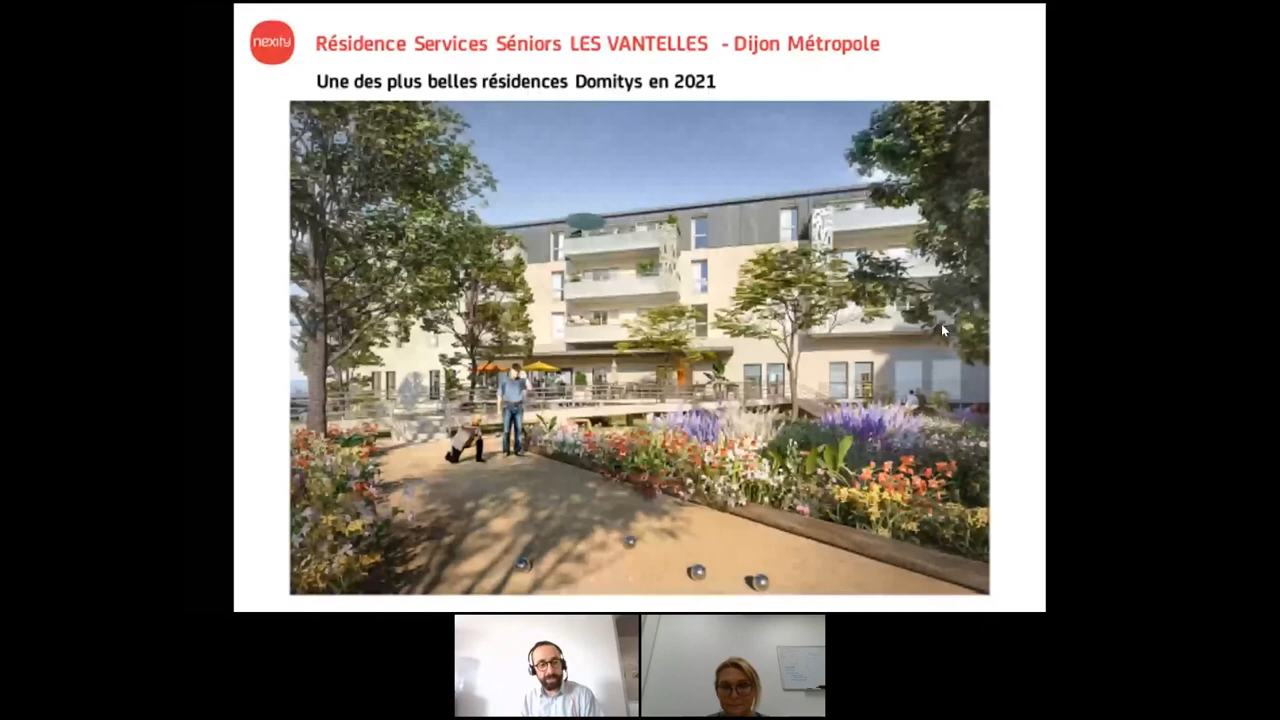 nexity
Résidence Services Séniors LES VANTELLES - Dijon Métropole
Une des plus belles résidences Domitys en 2021